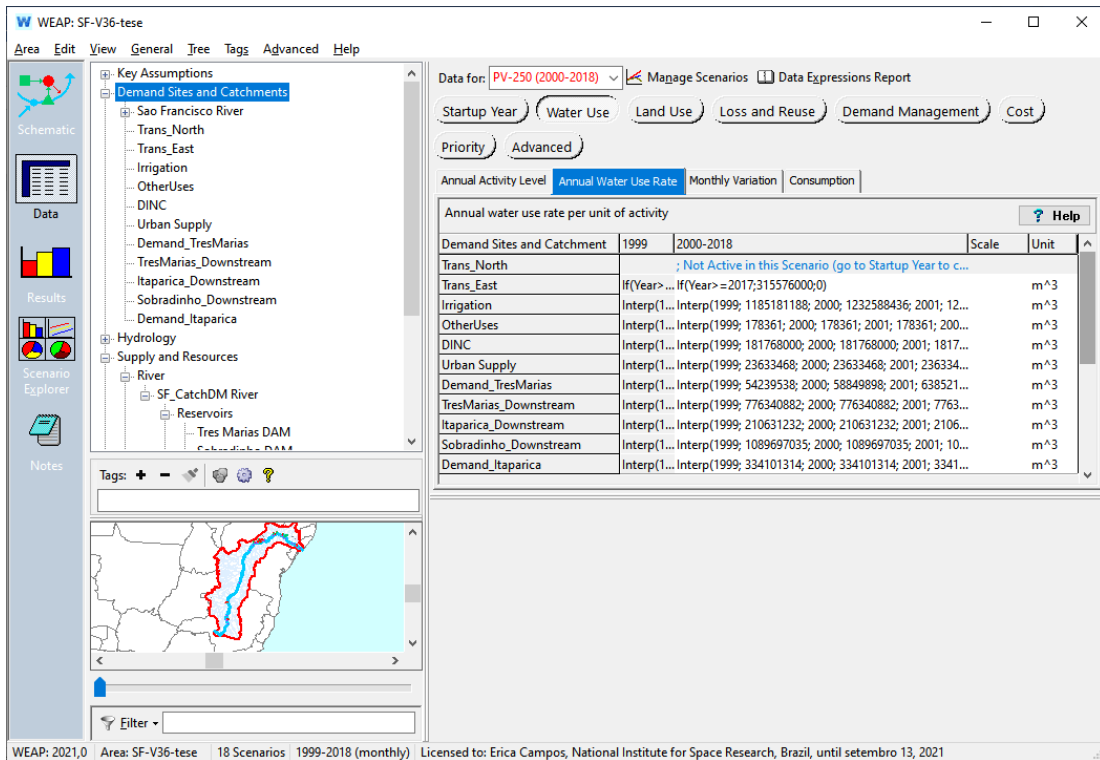 WEAP: SF-V36-tese
Area Edit View General Tree Tags Advanced Help
Schematic
Data
Results
Scenario
Explorer
Notes
Key Assumptions
Demand Sites and Catchments
Sao Francisco River
Trans_North
Trans_East
Irrigation
OtherUses
DINC
Urban Supply
Demand_TresMarias
TresMarias_Downstream
Itaparica_Downstream
Sobradinho_Downstream
Demand_Itaparica
Hydrology
Supply and Resources
River
SF_CatchDM River
Reservoirs
Tres Marias DAM
Sobradinho DAM
Tags:
Filter
Data for: PV-250 (2000-2018) Manage Scenarios Data Expressions Report
Startup Year Water Use Land Use Loss and Reuse Demand Management Cost
Priority Advanced
Annual Activity Level Annual Water Use Rate Monthly Variation Consumption
Annual water use rate per unit of activity ? Help
Demand Sites and Catchment 1999 2000-2018 Scale Unit
Trans_North ; Not Active in this Scenario (go to Startup Year to c...
Trans_East If(Year>... If(Year>=2017;315576000;0) m^3
Irrigation Interp(1... Interp(1999; 1185181188; 2000; 1232588436; 2001; 12... m^3
OtherUses Interp(1... Interp(1999; 178361; 2000; 178361; 2001; 178361; 200... m^3
DINC Interp(1... Interp(1999; 181768000; 2000; 181768000; 2001; 1817... m^3
Urban Supply Interp(1... Interp(1999; 23633468; 2000; 23633468; 2001; 236334... m^3
Demand_TresMarias Interp(1... Interp(1999; 54239538; 2000; 58849898; 2001; 638521... m^3
TresMarias_Downstream Interp(1... Interp(1999; 776340882; 2000; 776340882; 2001; 7763... m^3
Itaparica_Downstream Interp(1... Interp(1999; 210631232; 2000; 210631232; 2001; 2106... m^3
Sobradinho_Downstream Interp(1... Interp(1999; 1089697035; 2000; 1089697035; 2001; 10... m^3
Demand_Itaparica Interp(1... Interp(1999; 334101314; 2000; 334101314; 2001; 3341... m^3
WEAP: 2021,0 Area: SF-V36-tese 18 Scenarios 1999-2018 (monthly) Licensed to: Erica Campos, National Institute for Space Research, Brazil, until setembro 13, 2021